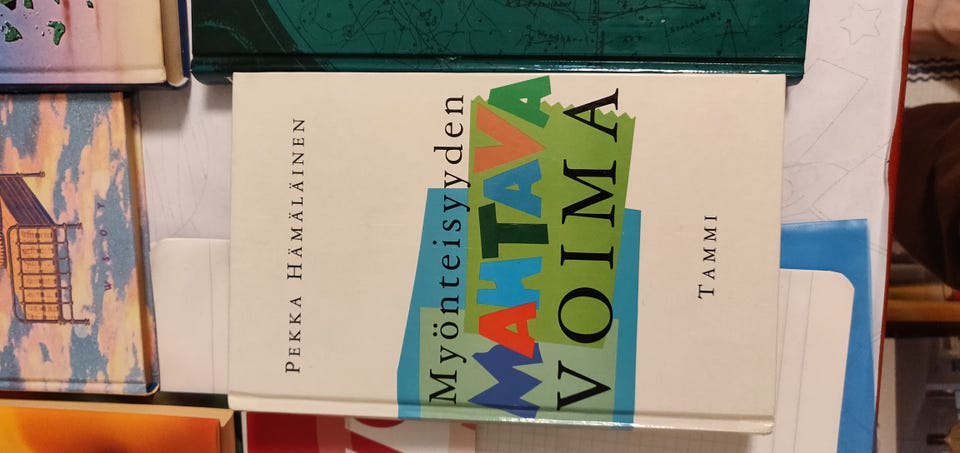 PEKKA HÄMÄLÄINEN
Myönteisyyden
MAHTAVA
VOIMA
TAMMI